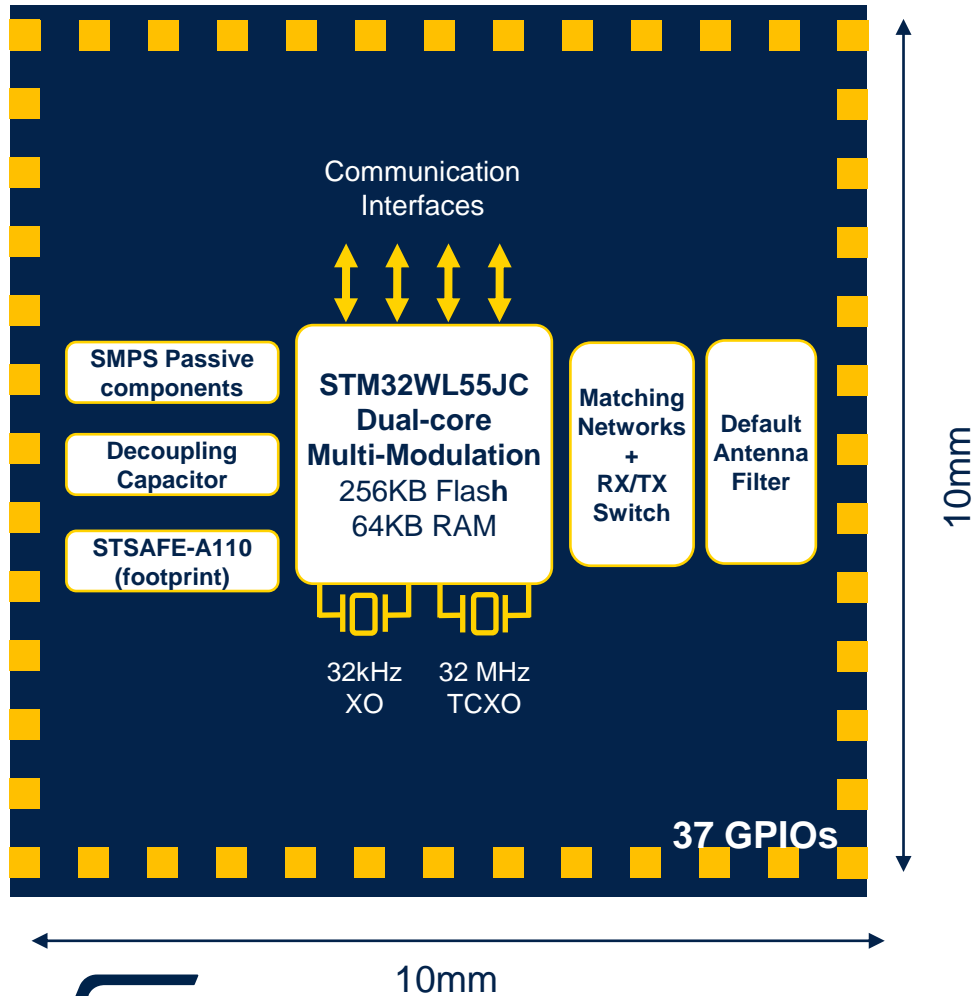 Communication
Interfaces
SMPS Passive
components
Decoupling
Capacitor
STSAFE-A110
(footprint)
STM32WL55JC
Dual-core
Multi-Modulation
256KB Flash
64KB RAM
Matching
Networks
+
RX/TX
Switch
Default
Antenna
Filter
32kHz
XO
32 MHz
TCXO
37 GPIOs
10mm
10mm